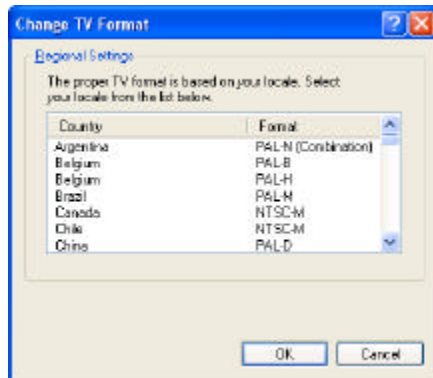 Change TV Format
Regional Settings
The proper TV format is based on your locale. Select
your locale from the list below.
Country Format
Argentina PAL-N (Combination)
Belgium PAL-B
Belgium PAL-H
Brazil PAL-M
Canada NTSC-M
Chile NTSC-M
China PAL-D
OK Cancel